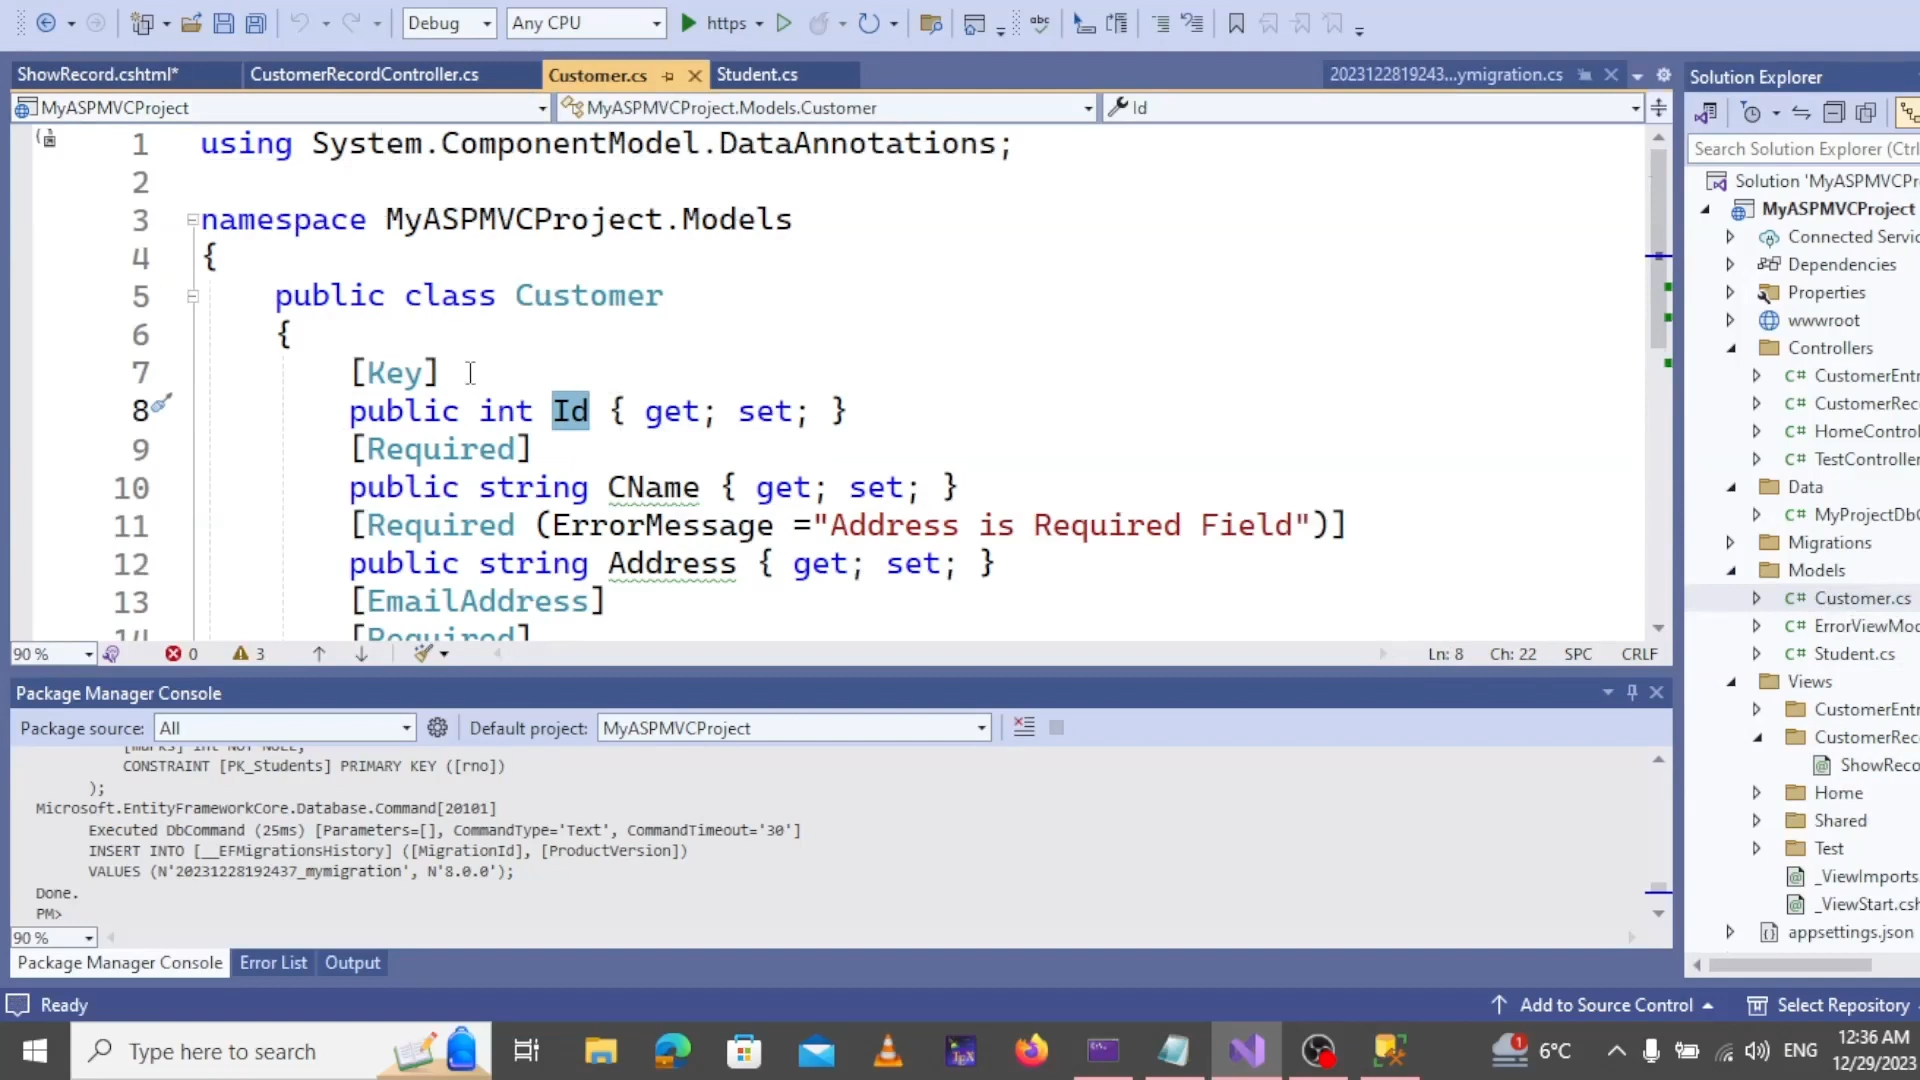 Debug
Any CPU
https
ShowRecord.cshtml*
CustomerRecordController.cs
Customer.cs
Student.cs
2023122819243...ymigration.cs
MyASPMVCProject
MyASPMVCProject.Models.Customer
Id
1 using System.ComponentModel.DataAnnotations;
2
3 namespace MyASPMVCProject.Models
4 {
5 public class Customer
6 {
7 [Key]
8 public int Id { get; set; }
9 [Required]
10 public string CName { get; set; }
11 [Required (ErrorMessage ="Address is Required Field")]
12 public string Address { get; set; }
13 [EmailAddress]
14 [Required]
90 %
0
3
Ln: 8
Ch: 22
SPC
CRLF
Package Manager Console
Package source:
All
Default project:
MyASPMVCProject
[marks] int NOT NULL,
CONSTRAINT [PK_Students] PRIMARY KEY ([rno])
);
Microsoft.EntityFrameworkCore.Database.Command[20101]
Executed DbCommand (25ms) [Parameters=[], CommandType='Text', CommandTimeout='30']
INSERT INTO [__EFMigrationsHistory] ([MigrationId], [ProductVersion])
VALUES (N'20231228192437_mymigration', N'8.0.0');
Done.
PM>
90 %
Package Manager Console
Error List
Output
Solution Explorer
Search Solution Explorer (Ctrl
Solution 'MyASPMVCPr
MyASPMVCProject
Connected Servic
Dependencies
Properties
wwwroot
Controllers
C# CustomerEntr
C# CustomerRec
C# HomeControl
C# TestController
Data
C# MyProjectDbC
Migrations
Models
C# Customer.cs
C# ErrorViewMod
C# Student.cs
Views
CustomerEntr
CustomerRec
ShowReco
Home
Shared
Test
_ViewImports.
_ViewStart.csh
appsettings.json
Ready
Add to Source Control
Select Repository
Type here to search
1
6°C
ENG
12:36 AM
12/29/2023